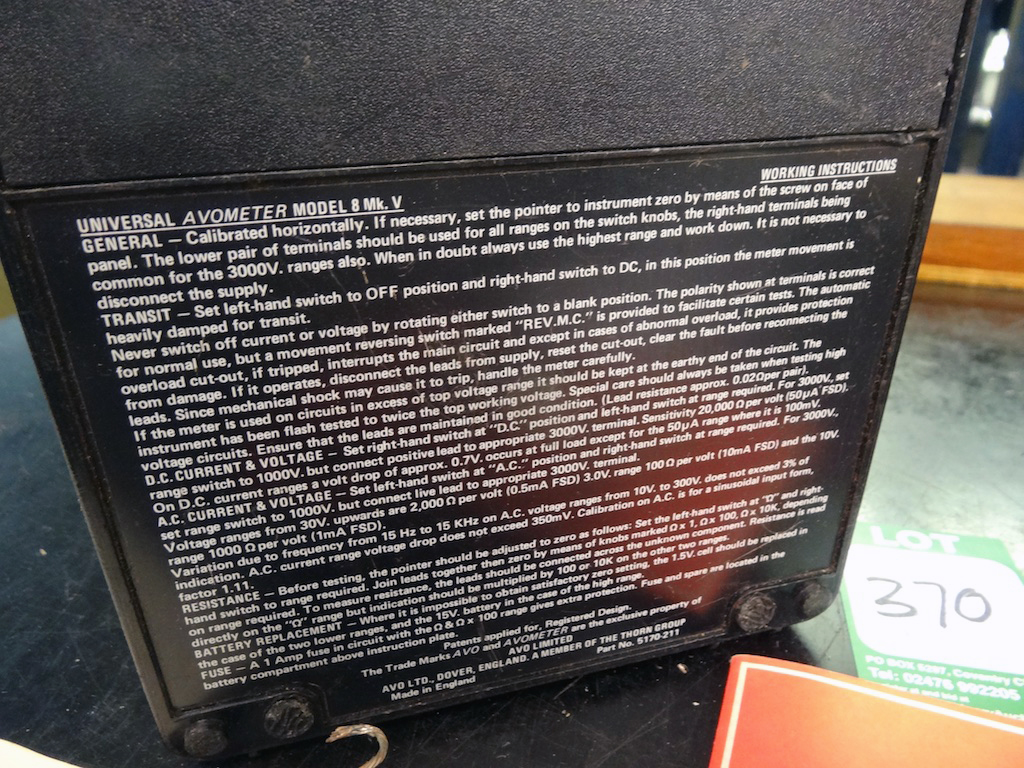 UNIVERSAL AVOMETER MODEL 8 Mk. V
WORKING INSTRUCTIONS
GENERAL – Calibrated horizontally. If necessary, set the pointer to instrument zero by means of the screw on face of
panel. The lower pair of terminals should be used for all ranges on the switch knobs, the right-hand terminals being
common for the 3000V. ranges also. When in doubt always use the highest range and work down. It is not necessary to
disconnect the supply.
TRANSIT – Set left-hand switch to OFF position and right-hand switch to DC, in this position the meter movement is
heavily damped for transit.
Never switch off current or voltage by rotating either switch to a blank position. The polarity shown at terminals is correct
for normal use, but a movement reversing switch marked "REV.M.C." is provided to facilitate certain tests. The automatic
overload cut-out, if tripped, interrupts the main circuit and except in cases of abnormal overload, it provides protection
from damage. If it operates, disconnect the leads from supply, reset the cut-out, clear the fault before reconnecting the
leads. Since mechanical shock may cause it to trip, handle the meter carefully.
If the meter is used on circuits in excess of top voltage range it should be kept at the earthy end of the circuit. The
instrument has been flash tested to twice the top working voltage. Special care should always be taken when testing high
voltage circuits. Ensure that the leads are maintained in good condition. (Lead resistance approx. 0.02Ω per pair).
D.C. CURRENT & VOLTAGE – Set right-hand switch at "D.C." position and left-hand switch at range required. For 3000V., set
range switch to 1000V. but connect positive lead to appropriate 3000V. terminal. Sensitivity 20,000 Ω per volt (50μA FSD).
On D.C. current ranges a volt drop of approx. 0.7V. occurs at full load except for the 50μA range where it is 100mV.
A.C. CURRENT & VOLTAGE – Set left-hand switch at "A.C." position and right-hand switch at range required. For 3000V.,
set range switch to 1000V. but connect live lead to appropriate 3000V. terminal.
Voltage ranges from 30V. upwards are 2,000 Ω per volt (0.5mA FSD) 3.0V. range 100 Ω per volt (10mA FSD) and the 10V.
range 1000 Ω per volt (1mA FSD).
Variation due to frequency from 15 Hz to 15 KHz on A.C. voltage ranges from 10V. to 300V. does not exceed 3% of
indication. A.C. current range voltage drop does not exceed 350mV. Calibration on A.C. is for a sinusoidal input form,
factor 1.11.
RESISTANCE – Before testing, the pointer should be adjusted to zero as follows: Set the left-hand switch at "Ω" and right-
hand switch to range required. Join leads together then zero by means of knobs marked Ω x 1, Ω x 100, Ω x 10K, depending
on range required. To measure resistance, the leads should be connected across the unknown component. Resistance is read
directly on the "Ω" range but indication should be multiplied by 100 or 10K on the other two ranges.
BATTERY REPLACEMENT – Where it is impossible to obtain satisfactory zero setting, the 1.5V. cell should be replaced in
the case of the two lower ranges, and the 15V. battery in the case of the high range.
FUSE – A 1 Amp fuse in circuit with the Ω & Ω x 100 range gives extra protection. Fuse and spare are located in the
battery compartment above instruction plate.
Patents applied for, Registered Design.
The Trade Marks AVO and AVOMETER are the exclusive property of
AVO LIMITED
AVO LTD., DOVER, ENGLAND. A MEMBER OF THE THORN GROUP
Made in England
Part No. 5170-211
LOT
370
PO BOX 5297, Coventry
Tel: 02476 992205